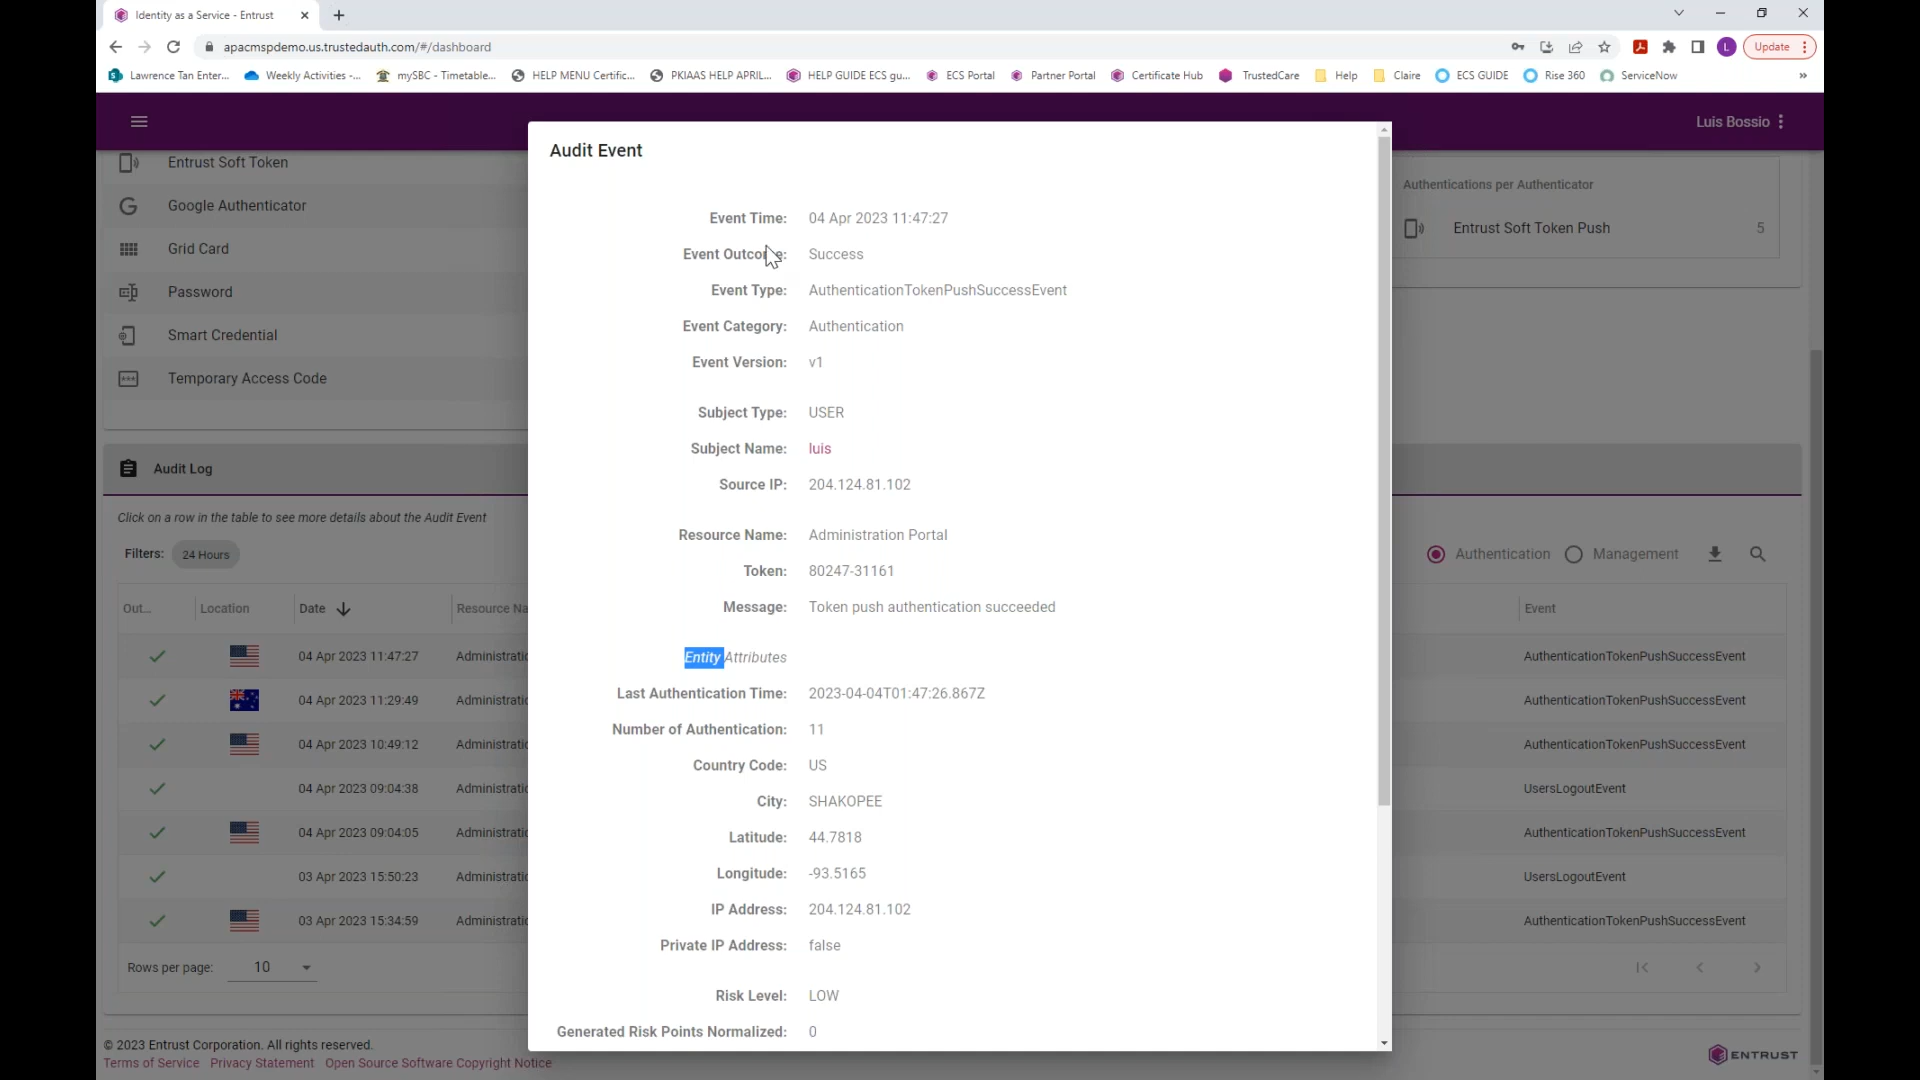 Identity as a Service - Entrust
apacmspdemo.us.trustedauth.com/#/dashboard
L
Update
Lawrence Tan Enter...
Weekly Activities -...
mySBC - Timetable...
HELP MENU Certific...
PKIAAS HELP APRIL...
HELP GUIDE ECS gu...
ECS Portal
Partner Portal
Certificate Hub
TrustedCare
Help
Claire
ECS GUIDE
Rise 360
ServiceNow
»
Luis Bossio
Entrust Soft Token
Google Authenticator
Grid Card
Password
Smart Credential
Temporary Access Code
Authentications per Authenticator
Entrust Soft Token Push 5
Audit Log
Click on a row in the table to see more details about the Audit Event
Filters: 24 Hours
Authentication Management
Out... Location Date Resource Na Event
04 Apr 2023 11:47:27 Administratic AuthenticationTokenPushSuccessEvent
04 Apr 2023 11:29:49 Administratic AuthenticationTokenPushSuccessEvent
04 Apr 2023 10:49:12 Administratic AuthenticationTokenPushSuccessEvent
04 Apr 2023 09:04:38 Administratic UsersLogoutEvent
04 Apr 2023 09:04:05 Administratic AuthenticationTokenPushSuccessEvent
03 Apr 2023 15:50:23 Administratic UsersLogoutEvent
03 Apr 2023 15:34:59 Administratic AuthenticationTokenPushSuccessEvent
Rows per page: 10
© 2023 Entrust Corporation. All rights reserved.
Terms of Service Privacy Statement Open Source Software Copyright Notice
ENTRUST
Audit Event
Event Time: 04 Apr 2023 11:47:27
Event Outcome: Success
Event Type: AuthenticationTokenPushSuccessEvent
Event Category: Authentication
Event Version: v1
Subject Type: USER
Subject Name: luis
Source IP: 204.124.81.102
Resource Name: Administration Portal
Token: 80247-31161
Message: Token push authentication succeeded
Entity Attributes
Last Authentication Time: 2023-04-04T01:47:26.867Z
Number of Authentication: 11
Country Code: US
City: SHAKOPEE
Latitude: 44.7818
Longitude: -93.5165
IP Address: 204.124.81.102
Private IP Address: false
Risk Level: LOW
Generated Risk Points Normalized: 0